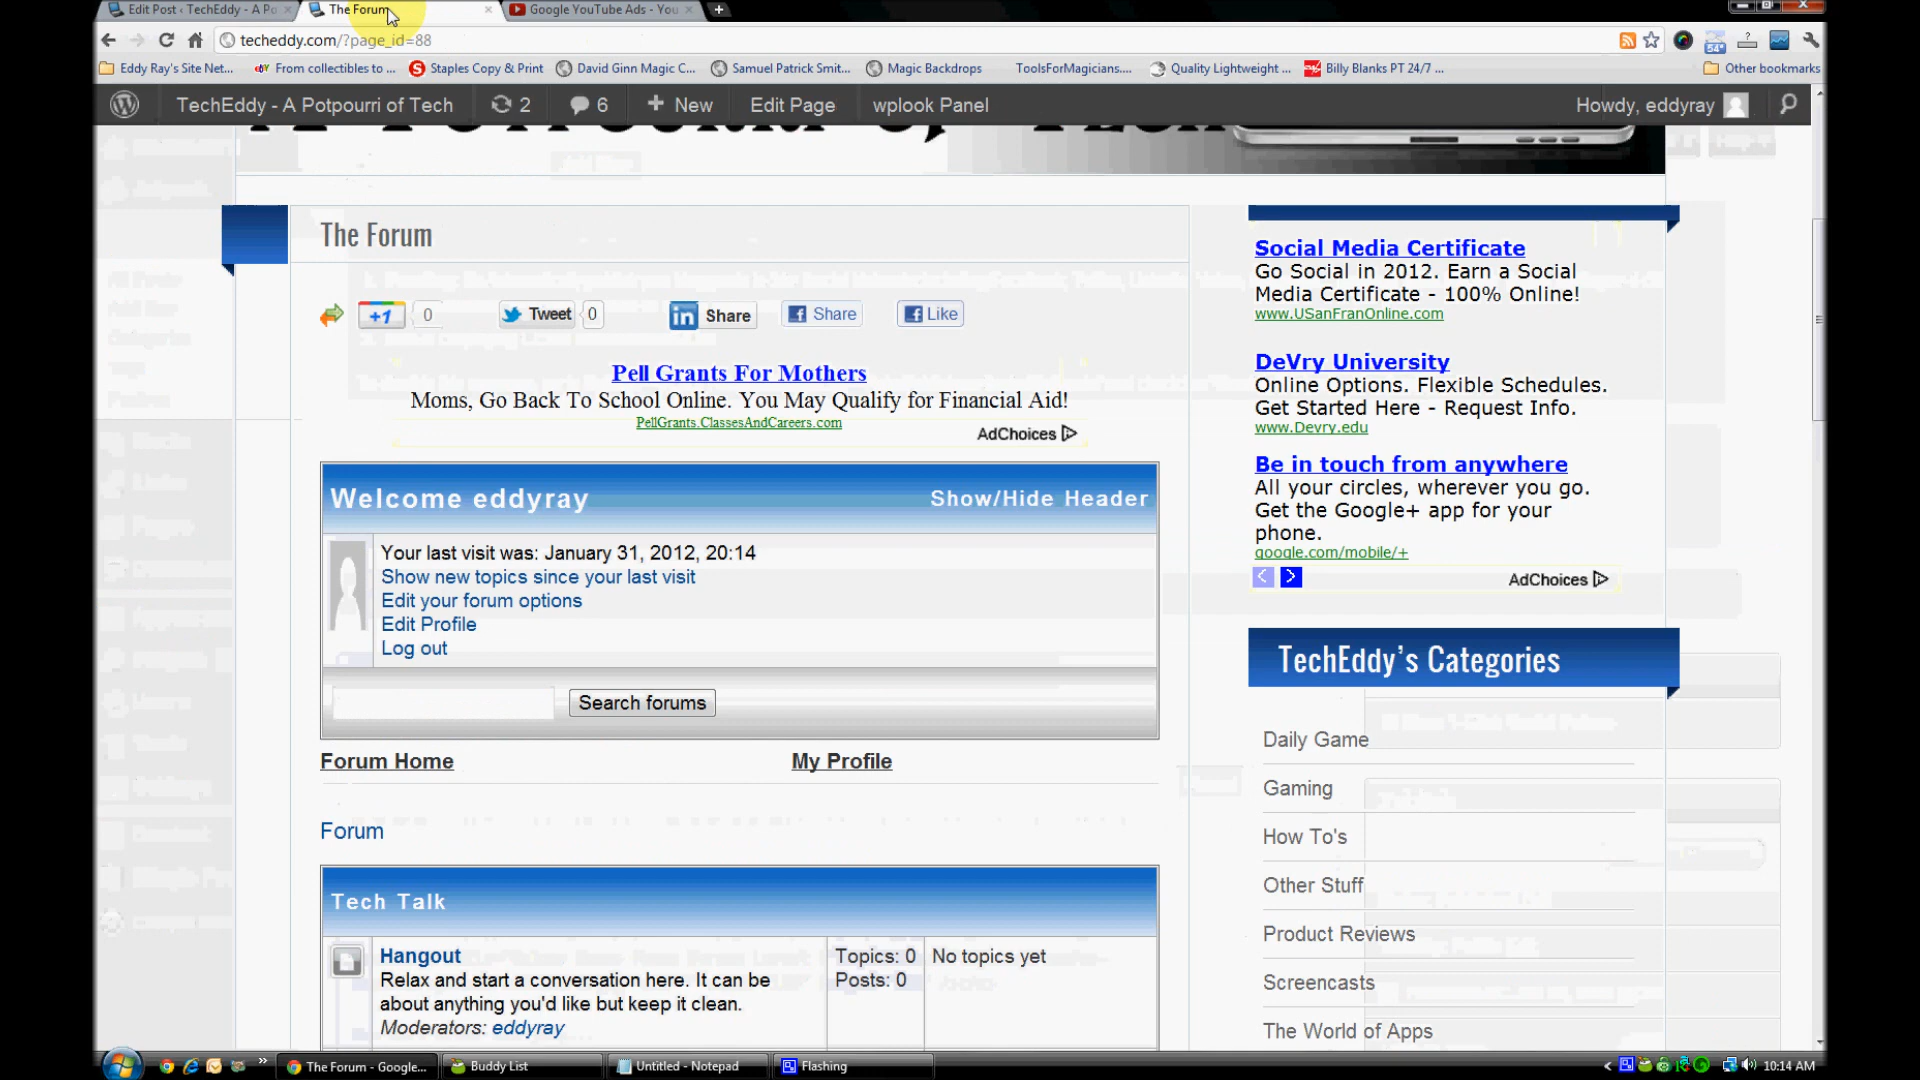 Edit Post ‹ TechEddy - A Po
The Forum
Google YouTube Ads - You
techeddy.com/?page_id=88
54°
Eddy Ray's Site Net...
From collectibles to ...
Staples Copy & Print
David Ginn Magic C...
Samuel Patrick Smit...
Magic Backdrops
ToolsForMagicians....
Quality Lightweight ...
Billy Blanks PT 24/7 ...
Other bookmarks
TechEddy - A Potpourri of Tech
2
6
+ New
Edit Page
wplook Panel
Howdy, eddyray
The Forum
+1
0
Tweet
0
in Share
Share
Like
Pell Grants For Mothers
Moms, Go Back To School Online. You May Qualify for Financial Aid!
PellGrants.ClassesAndCareers.com
AdChoices
Welcome eddyray
Show/Hide Header
Your last visit was: January 31, 2012, 20:14
Show new topics since your last visit
Edit your forum options
Edit Profile
Log out
Search forums
Forum Home
My Profile
Forum
Tech Talk
Hangout
Relax and start a conversation here. It can be
about anything you'd like but keep it clean.
Moderators: eddyray
Topics: 0
Posts: 0
No topics yet
Social Media Certificate
Go Social in 2012. Earn a Social
Media Certificate - 100% Online!
www.USanFranOnline.com
DeVry University
Online Options. Flexible Schedules.
Get Started Here - Request Info.
www.Devry.edu
Be in touch from anywhere
All your circles, wherever you go.
Get the Google+ app for your
phone.
google.com/mobile/+
AdChoices
TechEddy's Categories
Daily Game
Gaming
How To's
Other Stuff
Product Reviews
Screencasts
The World of Apps
The Forum - Google...
Buddy List
Untitled - Notepad
Flashing
10:14 AM